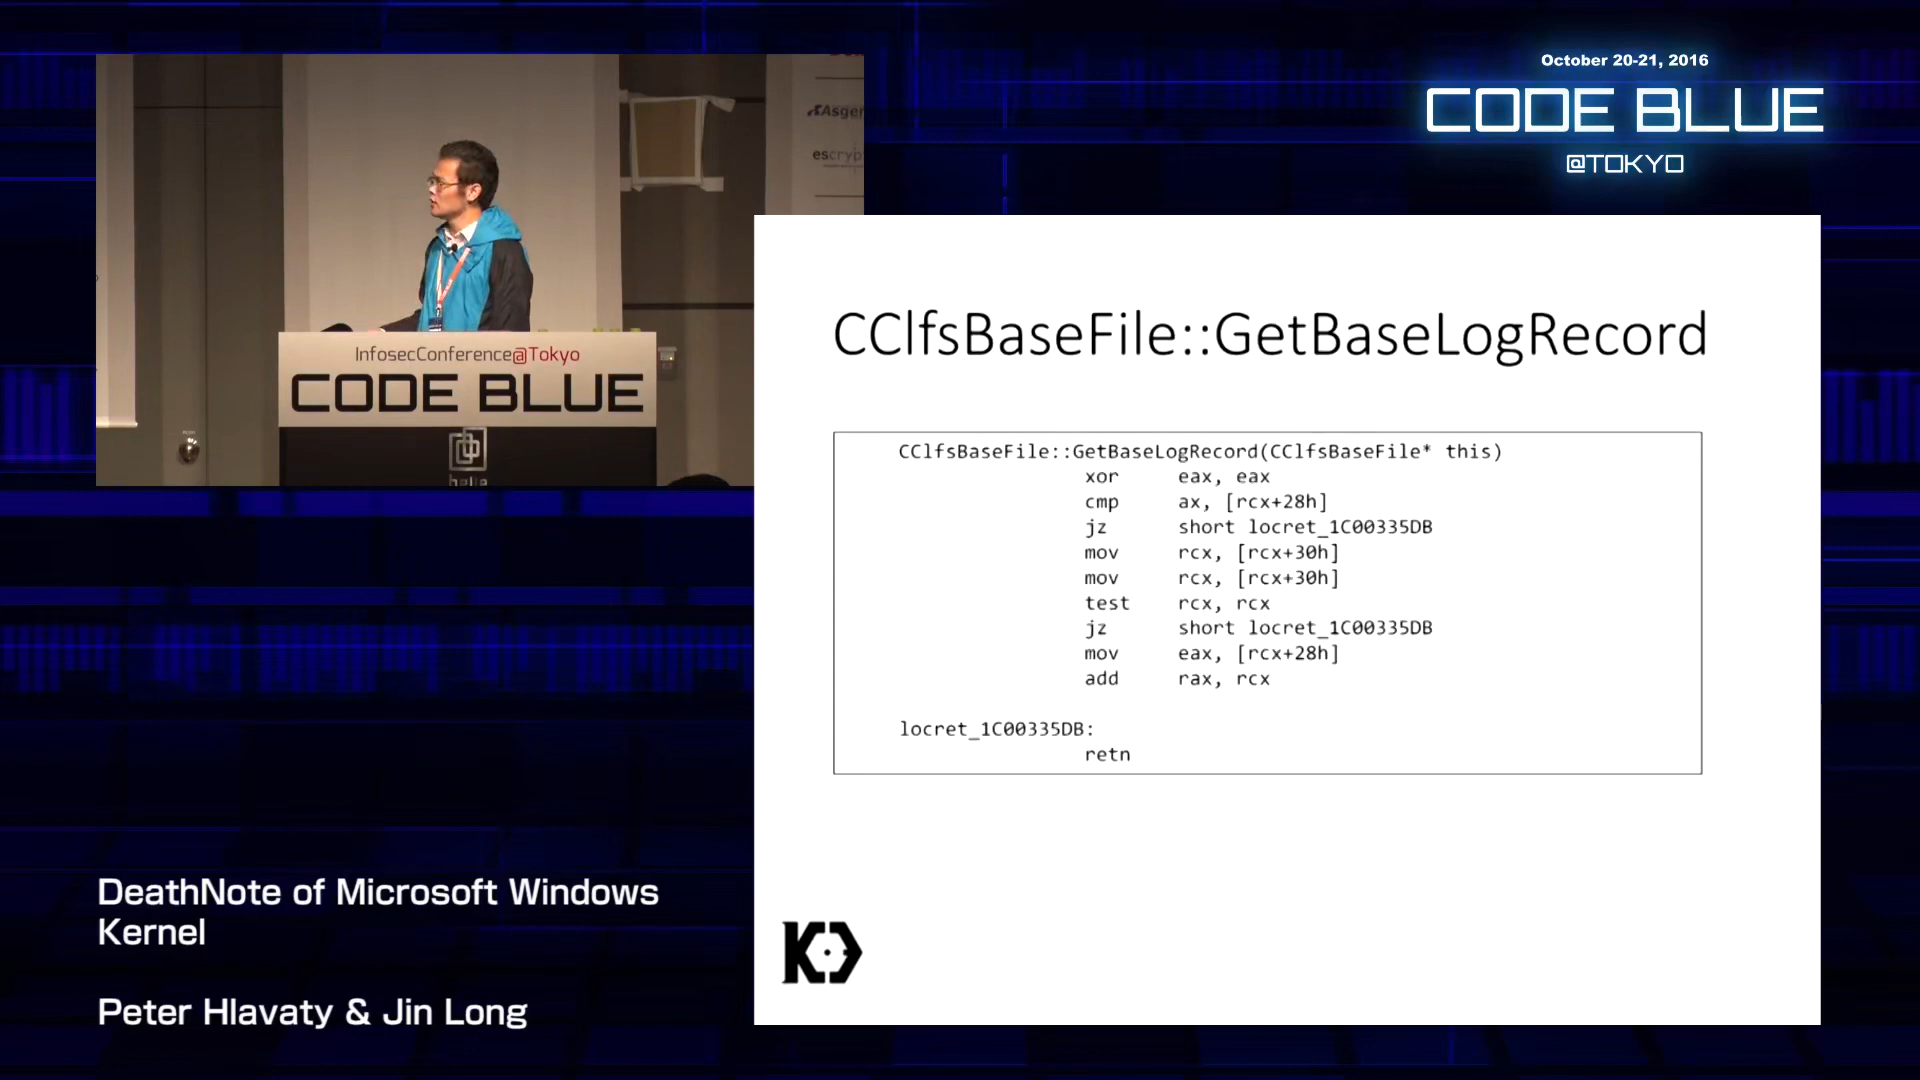 October 20-21, 2016
CODE BLUE
@TOKYO
InfosecConference@Tokyo
CODE BLUE
CClfsBaseFile::GetBaseLogRecord
CClfsBaseFile::GetBaseLogRecord(CClfsBaseFile* this)
xor eax, eax
cmp ax, [rcx+28h]
jz short locret_1C00335DB
mov rcx, [rcx+30h]
mov rcx, [rcx+30h]
test rcx, rcx
jz short locret_1C00335DB
mov eax, [rcx+28h]
add rax, rcx
locret_1C00335DB:
retn
DeathNote of Microsoft Windows
Kernel
Peter Hlavaty & Jin Long